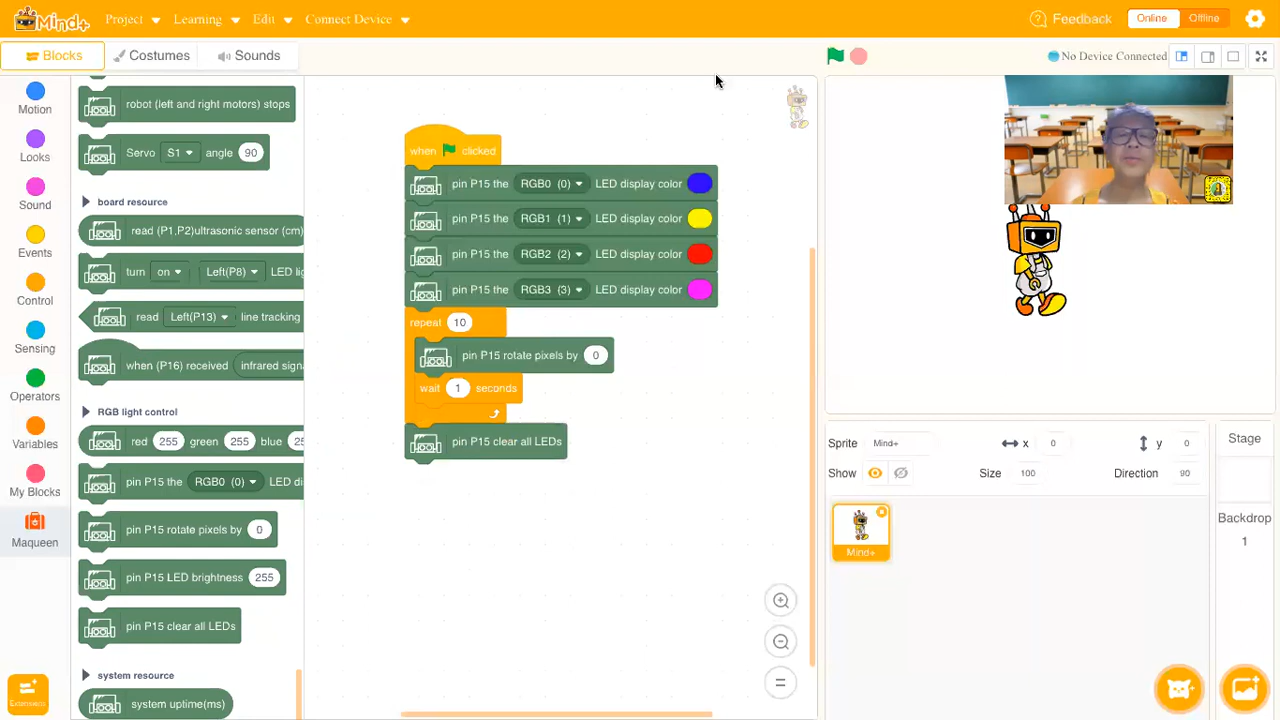 Mind+
Project
Learning
Edit
Connect Device
Feedback
Online
Offline
Blocks
Costumes
Sounds
No Device Connected
Motion
Looks
Sound
Events
Control
Sensing
Operators
Variables
My Blocks
Maqueen
Extensions
robot (left and right motors) stops
Servo S1 angle 90
board resource
read (P1,P2)ultrasonic sensor (cm)
turn on Left(P8) LED lig
read Left(P13) line tracking
when (P16) received infrared signa
RGB light control
red 255 green 255 blue 25
pin P15 the RGB0 (0) LED di
pin P15 rotate pixels by 0
pin P15 LED brightness 255
pin P15 clear all LEDs
system resource
system uptime(ms)
when clicked
pin P15 the RGB0 (0) LED display color
pin P15 the RGB1 (1) LED display color
pin P15 the RGB2 (2) LED display color
pin P15 the RGB3 (3) LED display color
repeat 10
pin P15 rotate pixels by 0
wait 1 seconds
pin P15 clear all LEDs
Sprite Mind+ x 0 y 0
Show Size 100 Direction 90
Mind+
Stage
Backdrop
1